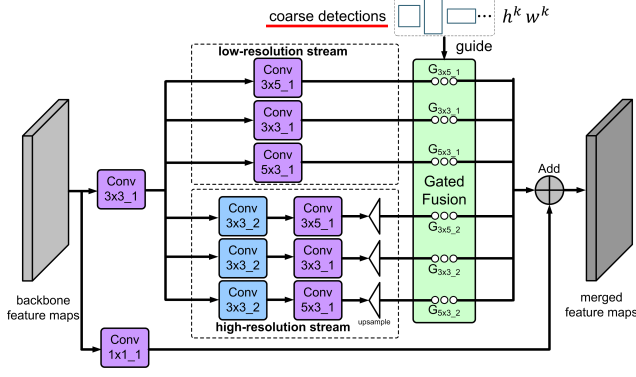 coarse detections
··· hᵏ wᵏ
guide
low-resolution stream
Conv
3x5_1
G3x5_1
Conv
3x3_1
G3x3_1
Conv
5x3_1
G5x3_1
Conv
3x3_1
Gated
Fusion
Add
Conv
3x3_2
Conv
3x5_1
G3x5_2
Conv
3x3_2
Conv
3x3_1
G3x3_2
Conv
3x3_2
Conv
5x3_1
G5x3_2
upsample
high-resolution stream
backbone
feature maps
merged
feature maps
Conv
1x1_1